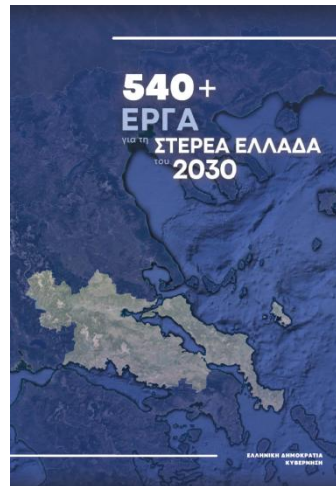 540+
ΕΡΓΑ
για τη ΣΤΕΡΕΑ ΕΛΛΑΔΑ
του 2030
ΕΛΛΗΝΙΚΗ ΔΗΜΟΚΡΑΤΙΑ
ΚΥΒΕΡΝΗΣΗ